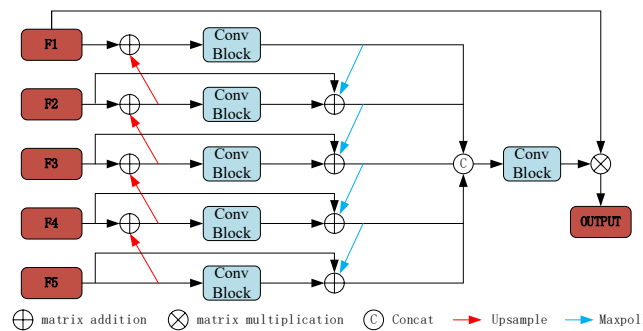 F1
Conv
Block
F2
Conv
Block
F3
Conv
Block
C
Conv
Block
F4
Conv
Block
OUTPUT
F5
Conv
Block
matrix addition
matrix multiplication
C Concat
Upsample
Maxpol